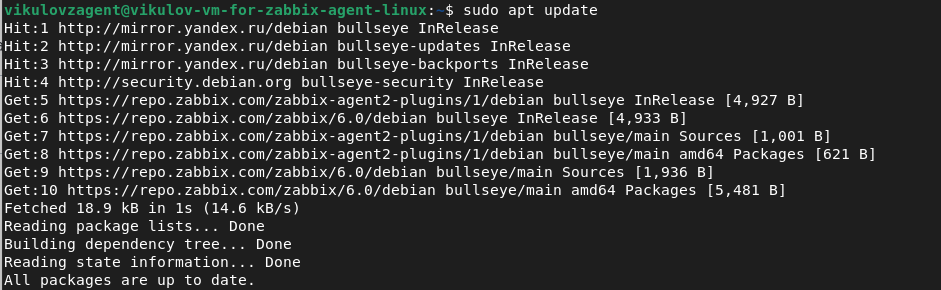 vikulovzagent@vikulov-vm-for-zabbix-agent-linux:~$ sudo apt update
Hit:1 http://mirror.yandex.ru/debian bullseye InRelease
Hit:2 http://mirror.yandex.ru/debian bullseye-updates InRelease
Hit:3 http://mirror.yandex.ru/debian bullseye-backports InRelease
Hit:4 http://security.debian.org bullseye-security InRelease
Get:5 https://repo.zabbix.com/zabbix-agent2-plugins/1/debian bullseye InRelease [4,927 B]
Get:6 https://repo.zabbix.com/zabbix/6.0/debian bullseye InRelease [4,933 B]
Get:7 https://repo.zabbix.com/zabbix-agent2-plugins/1/debian bullseye/main Sources [1,001 B]
Get:8 https://repo.zabbix.com/zabbix-agent2-plugins/1/debian bullseye/main amd64 Packages [621 B]
Get:9 https://repo.zabbix.com/zabbix/6.0/debian bullseye/main Sources [1,936 B]
Get:10 https://repo.zabbix.com/zabbix/6.0/debian bullseye/main amd64 Packages [5,481 B]
Fetched 18.9 kB in 1s (14.6 kB/s)
Reading package lists... Done
Building dependency tree... Done
Reading state information... Done
All packages are up to date.